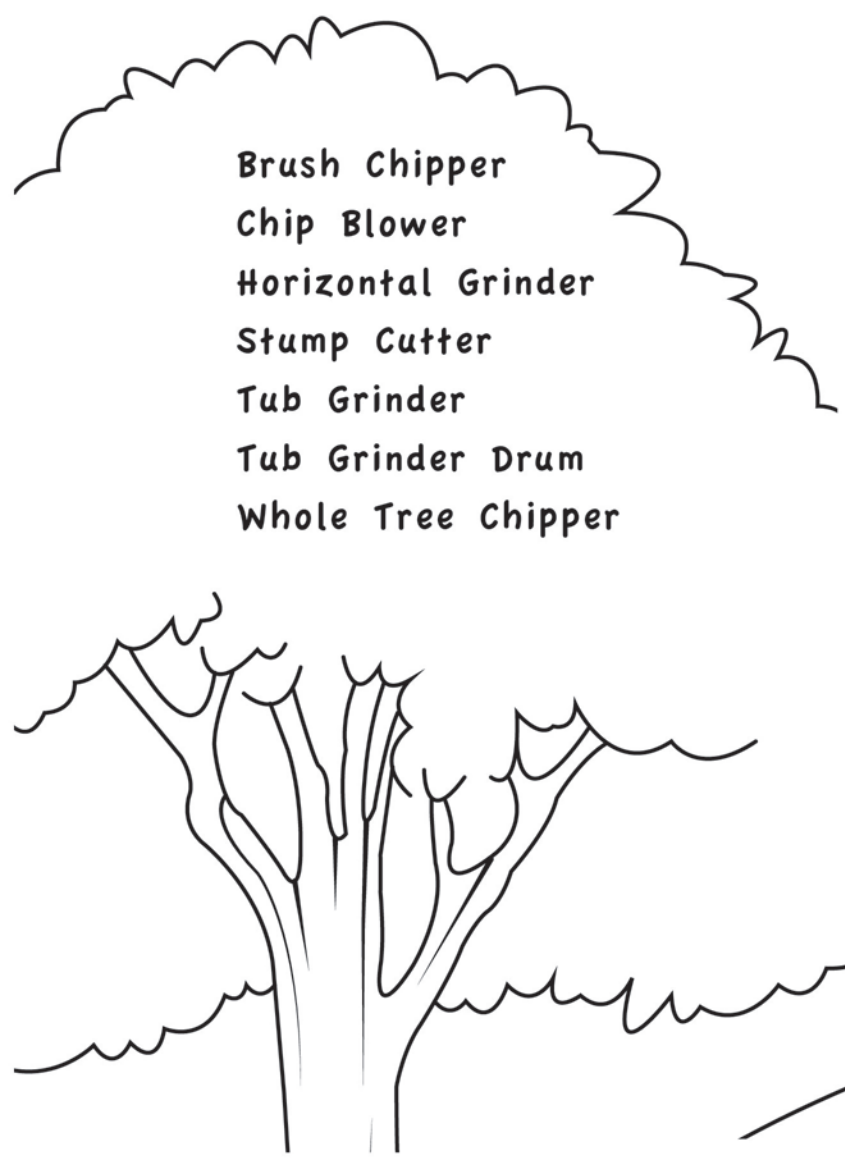 Brush Chipper
Chip Blower
Horizontal Grinder
Stump Cutter
Tub Grinder
Tub Grinder Drum
Whole Tree Chipper